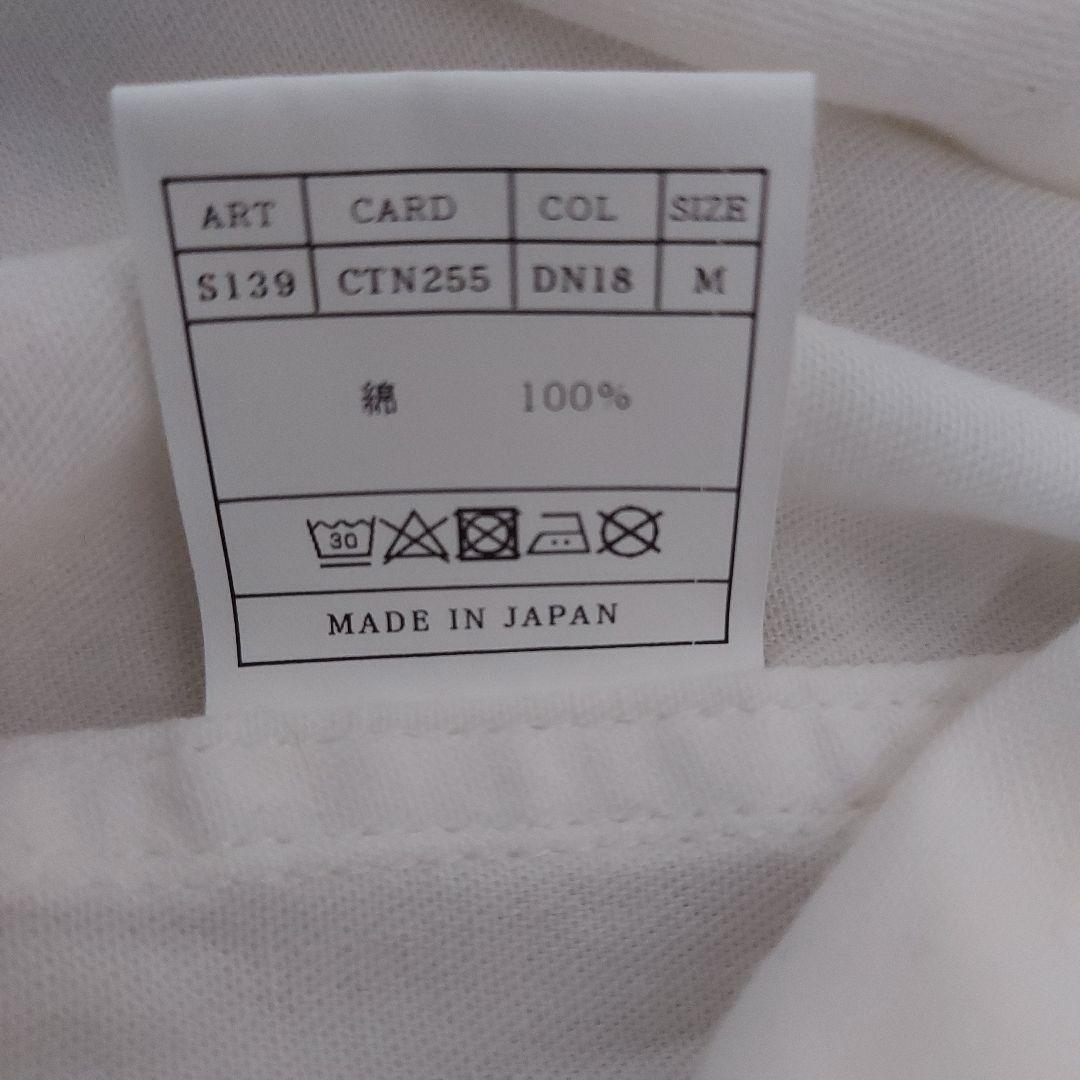 ART CARD COL SIZE
S139 CTN255 DN18 M
綿 100%
30
MADE IN JAPAN